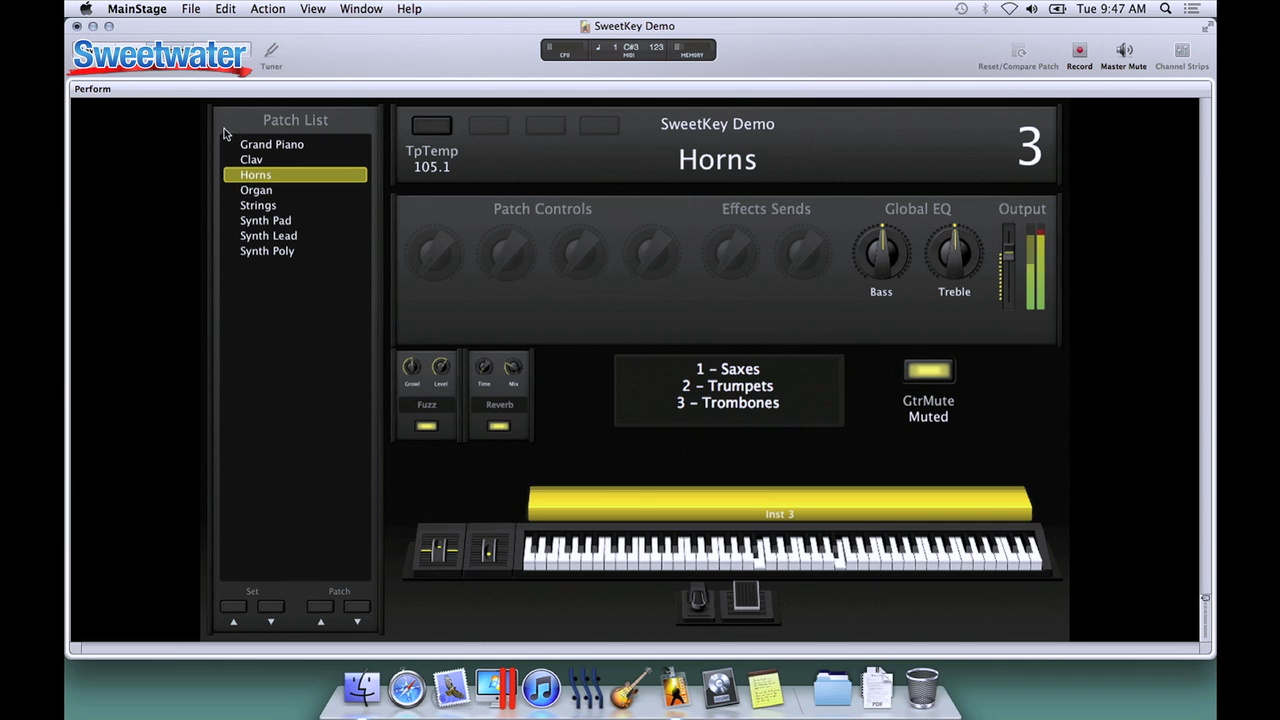 MainStage File Edit Action View Window Help
Tue 9:47 AM
SweetKey Demo
Sweetwater
Tuner
1 C#3 123
CPU MIDI MEMORY
Reset/Compare Patch Record Master Mute Channel Strips
Perform
Patch List
Grand Piano
Clav
Horns
Organ
Strings
Synth Pad
Synth Lead
Synth Poly
Set Patch
SweetKey Demo
Horns
3
TpTemp
105.1
Patch Controls Effects Sends Global EQ Output
Bass Treble
Growl Level Time Mix
Fuzz Reverb
1 – Saxes
2 – Trumpets
3 – Trombones
GtrMute
Muted
Inst 3
PDF